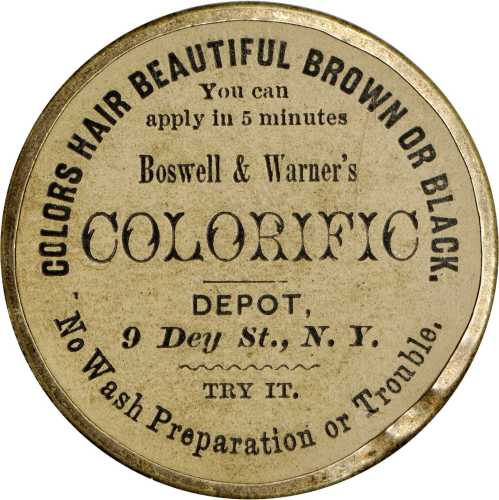 COLORS HAIR BEAUTIFUL BROWN OR BLACK.
You can
apply in 5 minutes
Boswell & Warner's
COLORIFIC
DEPOT,
9 Dey St., N. Y.
TRY IT.
No Wash Preparation or Trouble.